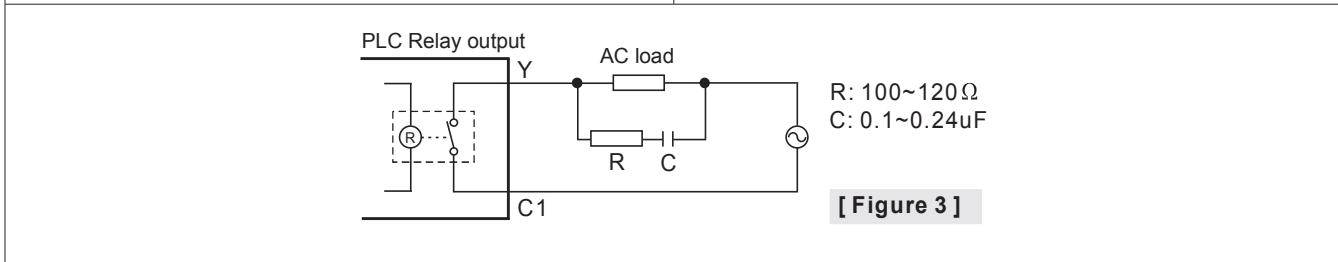 PLC Relay output
Y
AC load
R: 100~120Ω
C: 0.1~0.24uF
R
R
C
C1
[ Figure 3 ]